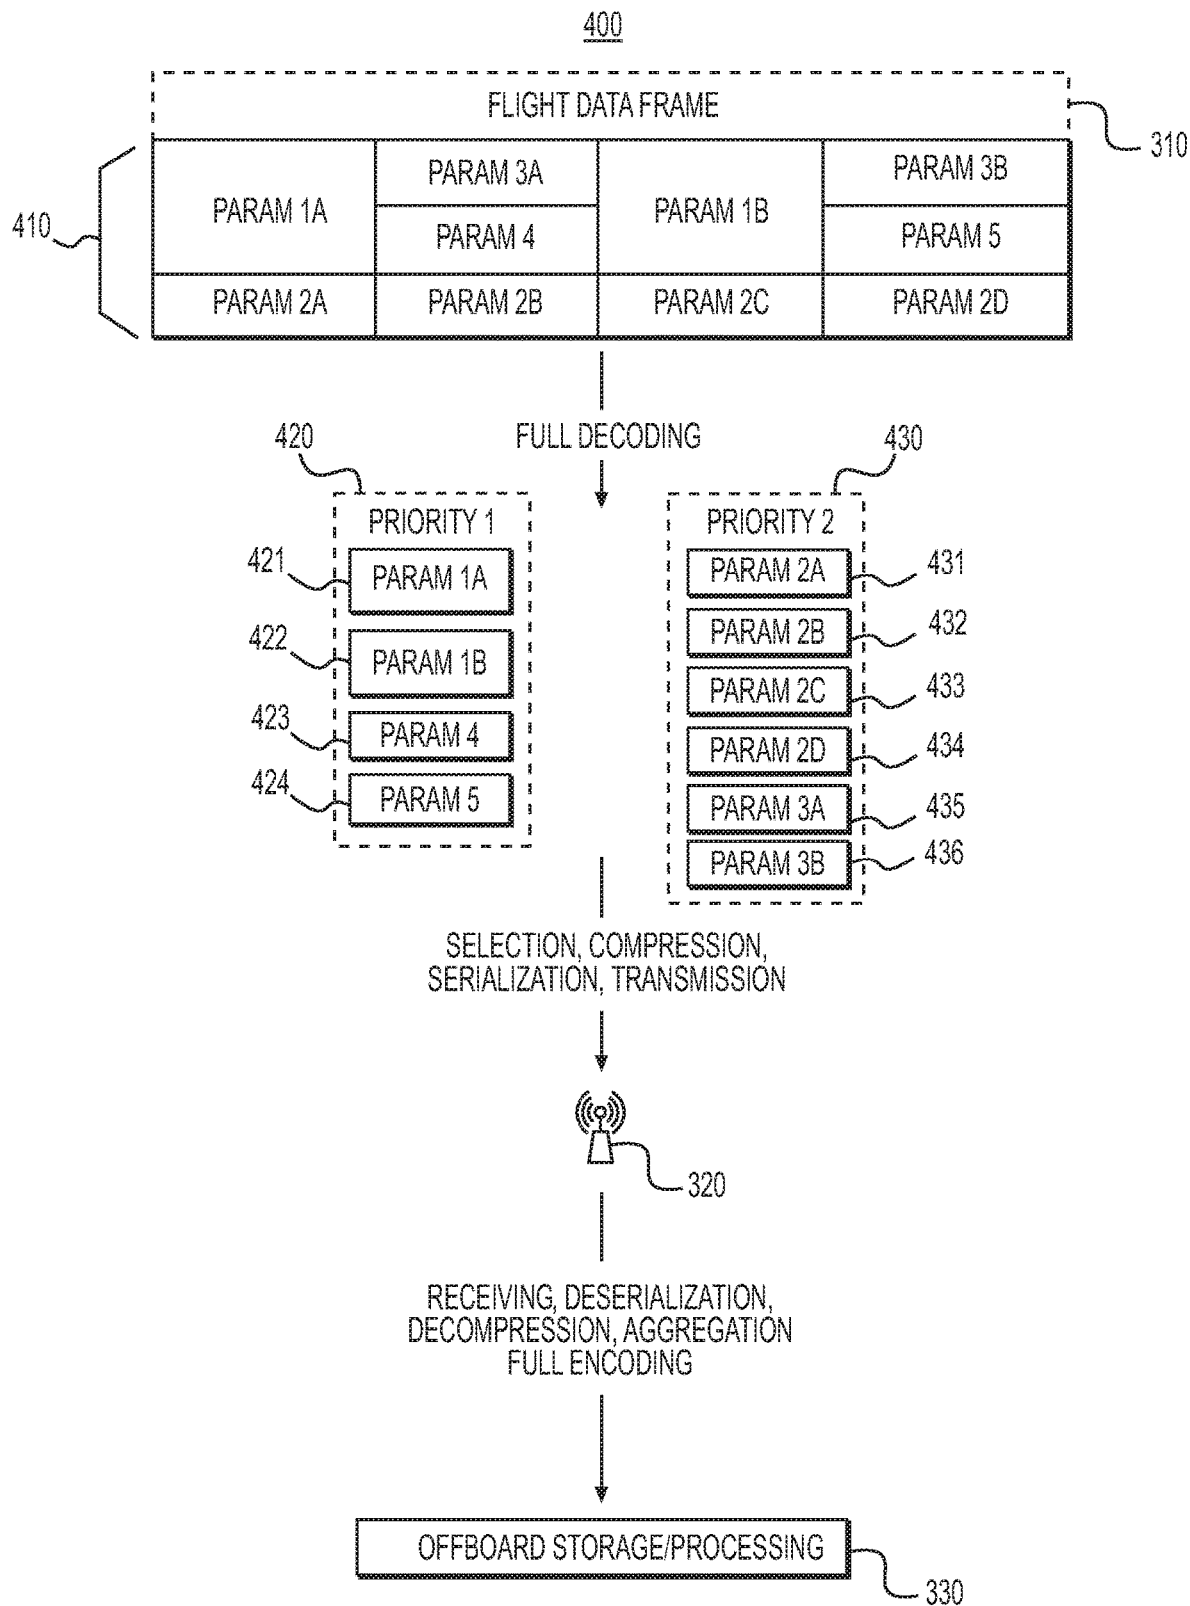 400
FLIGHT DATA FRAME
310
410
PARAM 1A
PARAM 3A
PARAM 1B
PARAM 3B
PARAM 4
PARAM 5
PARAM 2A
PARAM 2B
PARAM 2C
PARAM 2D
FULL DECODING
420
430
PRIORITY 1
421
PARAM 1A
422
PARAM 1B
423
PARAM 4
424
PARAM 5
PRIORITY 2
PARAM 2A
431
PARAM 2B
432
PARAM 2C
433
PARAM 2D
434
PARAM 3A
435
PARAM 3B
436
SELECTION, COMPRESSION,
SERIALIZATION, TRANSMISSION
320
RECEIVING, DESERIALIZATION,
DECOMPRESSION, AGGREGATION
FULL ENCODING
OFFBOARD STORAGE/PROCESSING
330